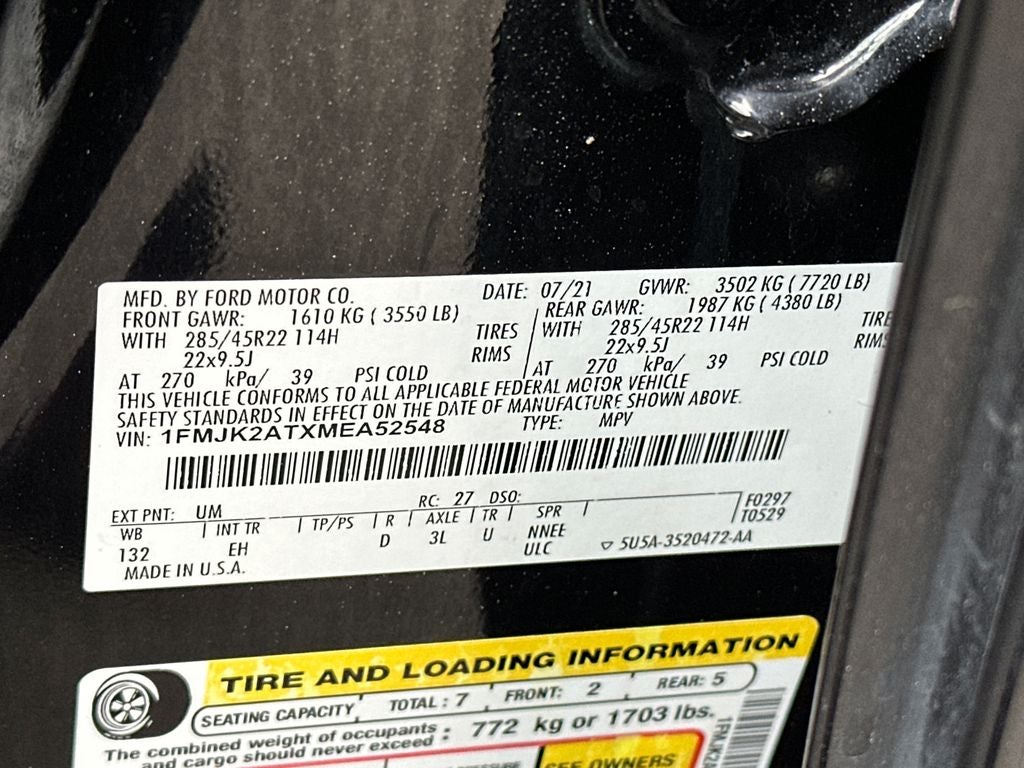 MFD. BY FORD MOTOR CO. DATE: 07/21 GVWR: 3502 KG ( 7720 LB)
FRONT GAWR: 1610 KG ( 3550 LB) REAR GAWR: 1987 KG ( 4380 LB)
WITH 285/45R22 114H TIRES WITH 285/45R22 114H TIRE
22x9.5J RIMS 22x9.5J RIMS
AT 270 kPa/ 39 PSI COLD AT 270 kPa/ 39 PSI COLD
THIS VEHICLE CONFORMS TO ALL APPLICABLE FEDERAL MOTOR VEHICLE
SAFETY STANDARDS IN EFFECT ON THE DATE OF MANUFACTURE SHOWN ABOVE.
VIN: 1FMJK2ATXMEA52548 TYPE: MPV
EXT PNT: UM RC: 27 DSO: F0297
WB INT TR TP/PS R AXLE TR SPR T0529
132 EH D 3L U NNEE
ULC ▽ 5U5A-3520472-AA
MADE IN U.S.A.
TIRE AND LOADING INFORMATION
SEATING CAPACITY TOTAL : 7 FRONT: 2 REAR: 5
The combined weight of occupants
and cargo should never exceed : 772 kg or 1703 lbs.
SEE OWNERS
1FMJK2A